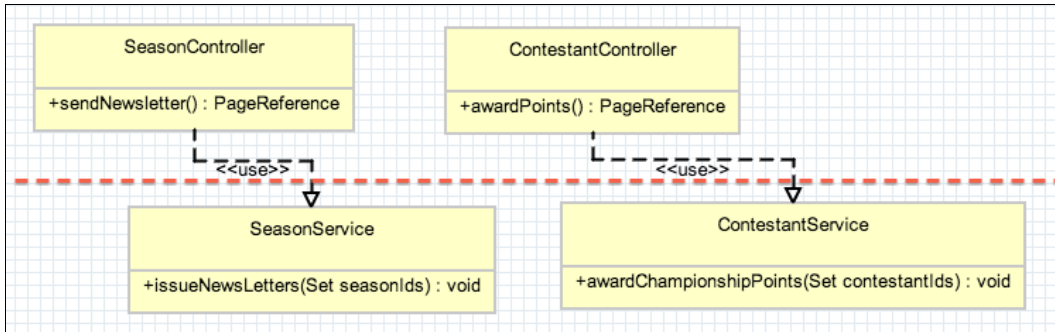 SeasonController
+sendNewsletter() : PageReference
ContestantController
+awardPoints() : PageReference
<<use>>
<<use>>
SeasonService
+issueNewsLetters(Set seasonIds) : void
ContestantService
+awardChampionshipPoints(Set contestantIds) : void